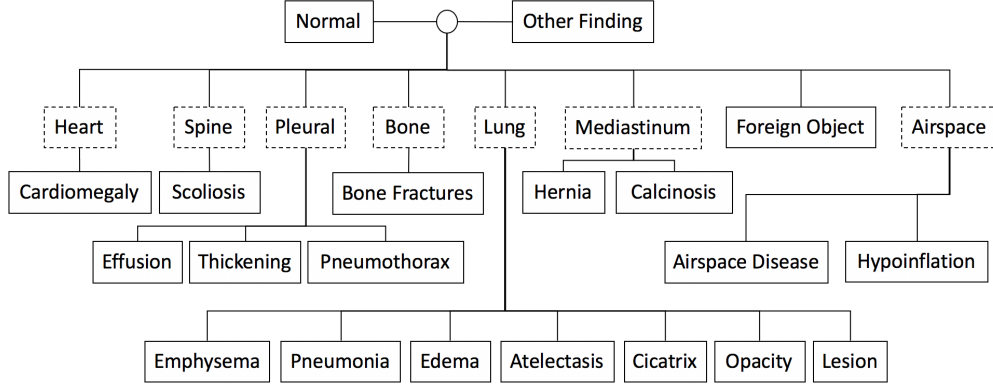 Normal
Other Finding
Heart
Spine
Pleural
Bone
Lung
Mediastinum
Foreign Object
Airspace
Cardiomegaly
Scoliosis
Bone Fractures
Hernia
Calcinosis
Effusion
Thickening
Pneumothorax
Airspace Disease
Hypoinflation
Emphysema
Pneumonia
Edema
Atelectasis
Cicatrix
Opacity
Lesion